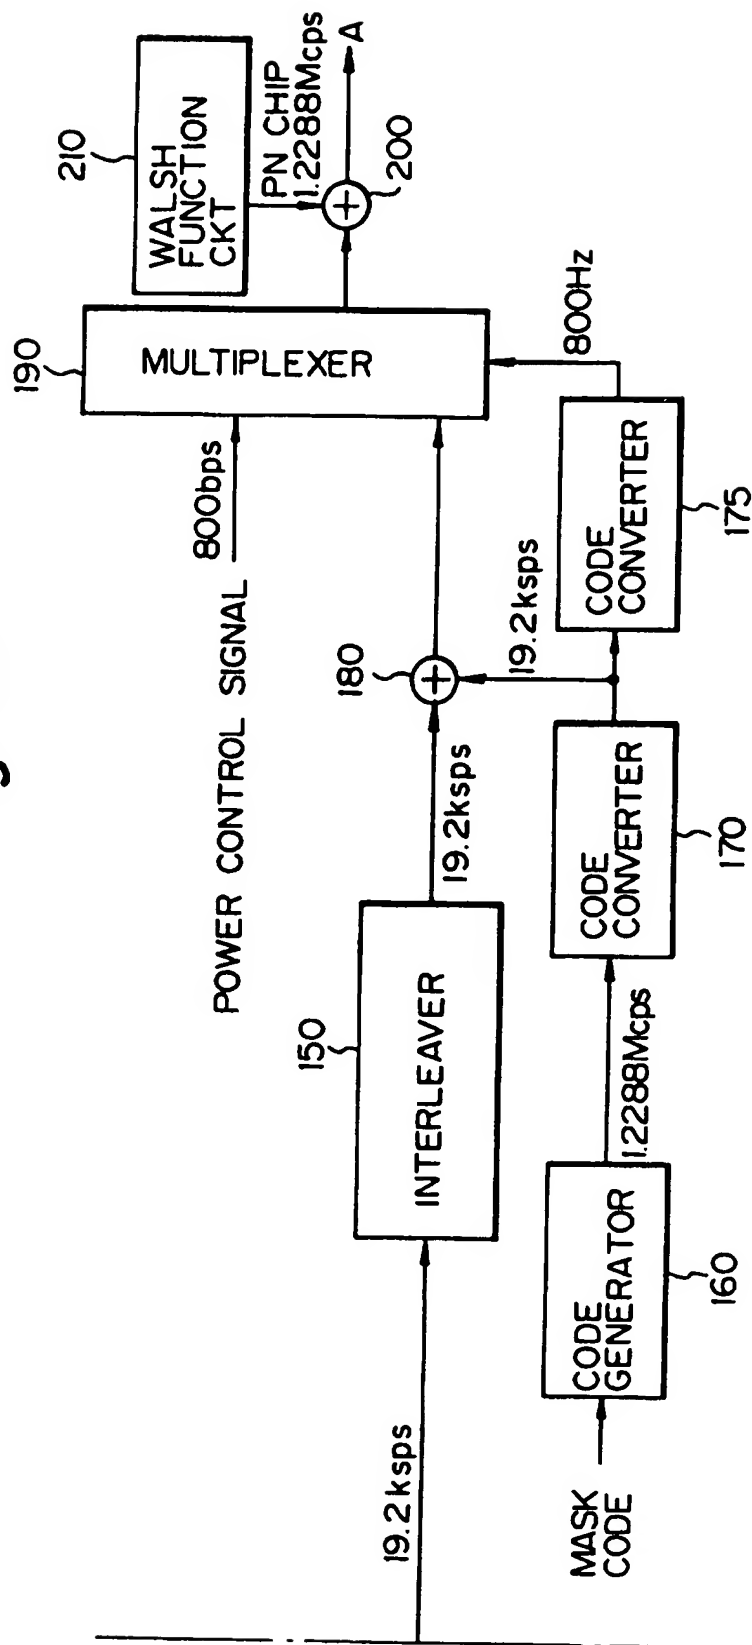 210
WALSH
FUNCTION
CKT
PN CHIP
1.2288Mcps
A
200
190
MULTIPLEXER
800Hz
800bps
POWER CONTROL SIGNAL
180
19.2ksps
CODE
CONVERTER
175
19.2ksps
150
INTERLEAVER
CODE
CONVERTER
170
1.2288Mcps
19.2ksps
CODE
GENERATOR
160
MASK
CODE